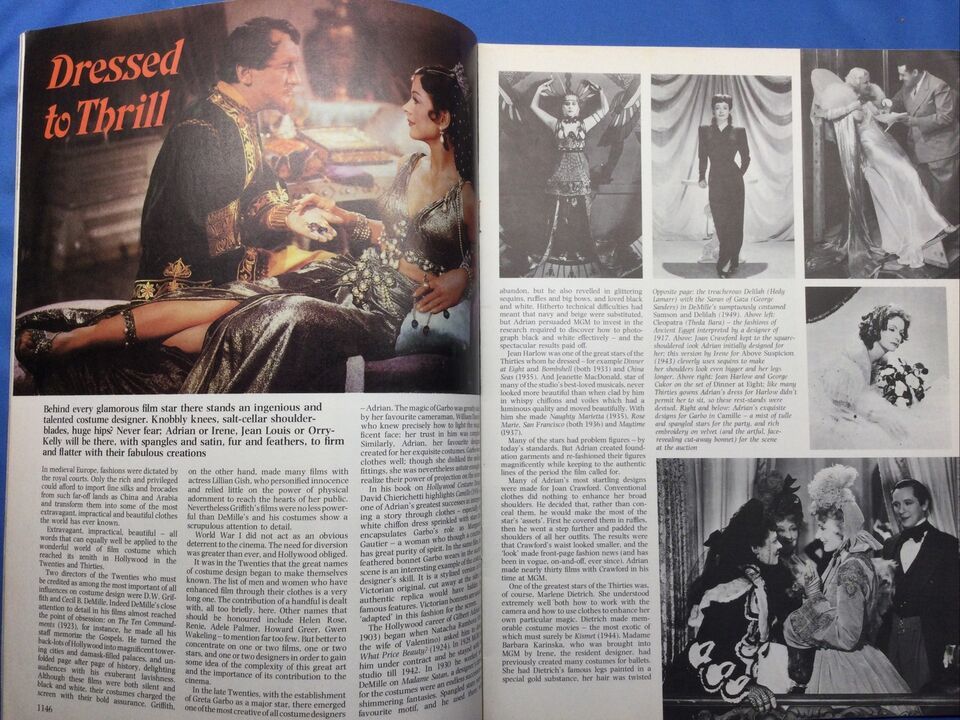 Dressed
to Thrill
Behind every glamorous film star there stands an ingenious and
talented costume designer. Knobbly knees, salt-cellar shoulder-
blades, huge hips? Never fear; Adrian or Irene, Jean Louis or Orry-
Kelly will be there, with spangles and satin, fur and feathers, to firm
and flatter with their fabulous creations
In medieval Europe, fashions were dictated by
the royal courts. Only the rich and privileged
could afford to import fine silks and brocades
from such far-off lands as China and Arabia
and transform them into some of the most
extravagant, impractical and beautiful clothes
the world has ever known.
Extravagant, impractical, beautiful – all
words that can equally well be applied to the
wonderful world of film costume which
reached its zenith in Hollywood in the
Twenties and Thirties.
Two directors of the Twenties who must
be credited as among the most important of all
influences on costume design were D.W. Grif-
fith and Cecil B. DeMille. Indeed DeMille's close
attention to detail in his films almost reached
the point of obsession; on The Ten Command-
ments (1923), for instance, he made all his
staff memorize the Gospels. He turned the
back-lots of Hollywood into magnificent tower-
ing cities and damask-filled palaces, and un-
folded page after page of history, delighting
audiences with his exuberant lavishness.
Although these films were both silent and
black and white, their costumes charged the
screen with their bold assurance. Griffith,
1146
on the other hand, made many films with
actress Lillian Gish, who personified innocence
and relied little on the power of physical
adornment to reach the hearts of her public.
Nevertheless Griffith's films were no less power-
ful than DeMille's and his costumes show a
scrupulous attention to detail.
World War I did not act as an obvious
deterrent to the cinema. The need for diversion
was greater than ever, and Hollywood obliged.
It was in the Twenties that the great names
of costume design began to make themselves
known. The list of men and women who have
enhanced film through their clothes is a very
long one. The contribution of a handful is dealt
with, all too briefly, here. Other names that
should be honoured include Helen Rose,
Renie, Adele Palmer, Howard Greer, Gwen
Wakeling – to mention far too few. But better to
concentrate on one or two films, one or two
stars, and one or two designers in order to gain
some idea of the complexity of this great art
and the importance of its contribution to the
cinema.
In the late Twenties, with the establishment
of Greta Garbo as a major star, there emerged
one of the most creative of all costume designers
– Adrian. The magic of Garbo was greatly
by her favourite cameraman, William
who knew precisely how to light the
ficent face; her trust in him was
Similarly, Adrian, her favourite
created for her exquisite costumes. Garbo
clothes well; though she disliked the
fittings, she was nevertheless astute enough
realize their power to projection on the
In his book on Hollywood Costume
David Chierichetti highlights Camille
one of Adrian's greatest successes in
ing a story through clothes – especially
white chiffon dress sprinkled with stars
encapsulates Garbo's role as
Gautier – a woman who though a
has great purity of spirit. In the same film
feathered bonnet Garbo wears in the
scene is an interesting example of the
designer's skill. It is a stylized version
Victorian original, cut away at the
authentic replica would have hidden
famous features. Victorian bonnets
'adapted' in this fashion for the screen.
The Hollywood career of Gilbert
1903) began when Natacha Rambova
the wife of Valentino) asked him to
What Price Beauty? (1924). In 1928
him under contract and he stayed at
studio till 1942. In 1930 he worked
DeMille on Madame Satan, a
for the costumes were an endless
shimmering fantasies. Spangled
favourite motif, and he used them
abandon, but he also revelled in glittering
sequins, ruffles and big bows, and loved black
and white. Hitherto technical difficulties had
meant that navy and beige were substituted,
but Adrian persuaded MGM to invest in the
research required to discover how to photo-
graph black and white effectively – and the
spectacular results paid off.
Jean Harlow was one of the great stars of the
Thirties whom he dressed – for example Dinner
at Eight and Bombshell (both 1933) and China
Seas (1935). And Jeanette MacDonald, star of
many of the studio's best-loved musicals, never
looked more beautiful than when clad by him
in whispy chiffons and voiles which had a
luminous quality and moved beautifully. With
him she made Naughty Marietta (1935), Rose
Marie, San Francisco (both 1936) and Maytime
(1937).
Many of the stars had problem figures – by
today's standards. But Adrian created found-
ation garments and re-fashioned their figures
magnificently while keeping to the authentic
lines of the period the film called for.
Many of Adrian's most startling designs
were made for Joan Crawford. Conventional
clothes did nothing to enhance her broad
shoulders. He decided that, rather than con-
ceal them, he would make the most of the
star's 'assets'. First he covered them in ruffles,
then he went a step further and padded the
shoulders of all her outfits. The results were
that Crawford's waist looked smaller, and the
'look' made front-page fashion news (and has
been in vogue, on-and-off, ever since). Adrian
made nearly thirty films with Crawford in his
time at MGM.
One of the greatest stars of the Thirties was,
of course, Marlene Dietrich. She understood
extremely well both how to work with the
camera and how to use clothes to enhance her
own particular magic. Dietrich made mem-
orable costume movies – the most exotic of
which must surely be Kismet (1944). Madame
Barbara Karinska, who was brought into
MGM by Irene, the resident designer, had
previously created many costumes for ballets.
She had Dietrich's famous legs painted in a
special gold substance, her hair was twisted
Opposite page: the treacherous Delilah (Hedy
Lamarr) with the Saran of Gaza (George
Sanders) in DeMille's sumptuously costumed
Samson and Delilah (1949). Above left:
Cleopatra (Theda Bara) – the fashions of
Ancient Egypt interpreted by a designer of
1917. Above: Joan Crawford kept to the square-
shouldered look Adrian initially designed for
her; this version by Irene for Above Suspicion
(1943) cleverly uses sequins to make
her shoulders look even bigger and her legs
longer. Above right: Jean Harlow and George
Cukor on the set of Dinner at Eight; like many
Thirties gowns Adrian's dress for Harlow didn't
permit her to sit, so these rest-stands were
devised. Right and below: Adrian's exquisite
designs for Garbo in Camille – a mist of tulle
and spangled stars for the party, and rich
embroidery on velvet (and the artful, face-
revealing cut-away bonnet) for the scene
at the auction